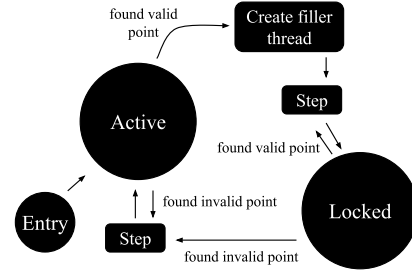 found valid
point
Create filler
thread
Step
Active
found valid point
found invalid point
Entry
Step
Locked
found invalid point